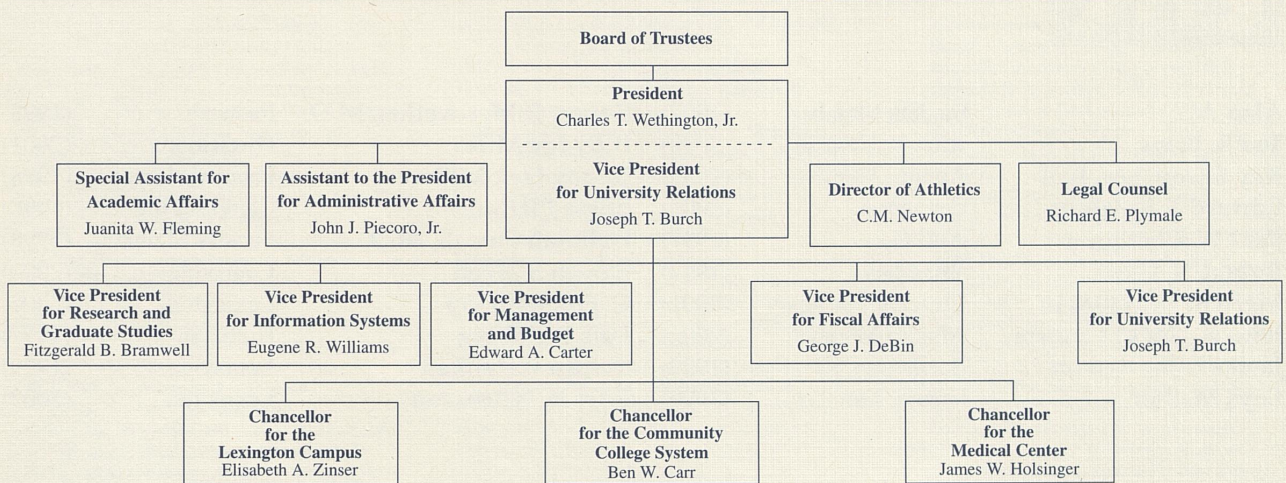 Board of Trustees
President
Charles T. Wethington, Jr.
Vice President
for University Relations
Joseph T. Burch
Special Assistant for
Academic Affairs
Juanita W. Fleming
Assistant to the President
for Administrative Affairs
John J. Piecoro, Jr.
Director of Athletics
C.M. Newton
Legal Counsel
Richard E. Plymale
Vice President
for Research and
Graduate Studies
Fitzgerald B. Bramwell
Vice President
for Information Systems
Eugene R. Williams
Vice President
for Management
and Budget
Edward A. Carter
Vice President
for Fiscal Affairs
George J. DeBin
Vice President
for University Relations
Joseph T. Burch
Chancellor
for the
Lexington Campus
Elisabeth A. Zinser
Chancellor
for the Community
College System
Ben W. Carr
Chancellor
for the
Medical Center
James W. Holsinger